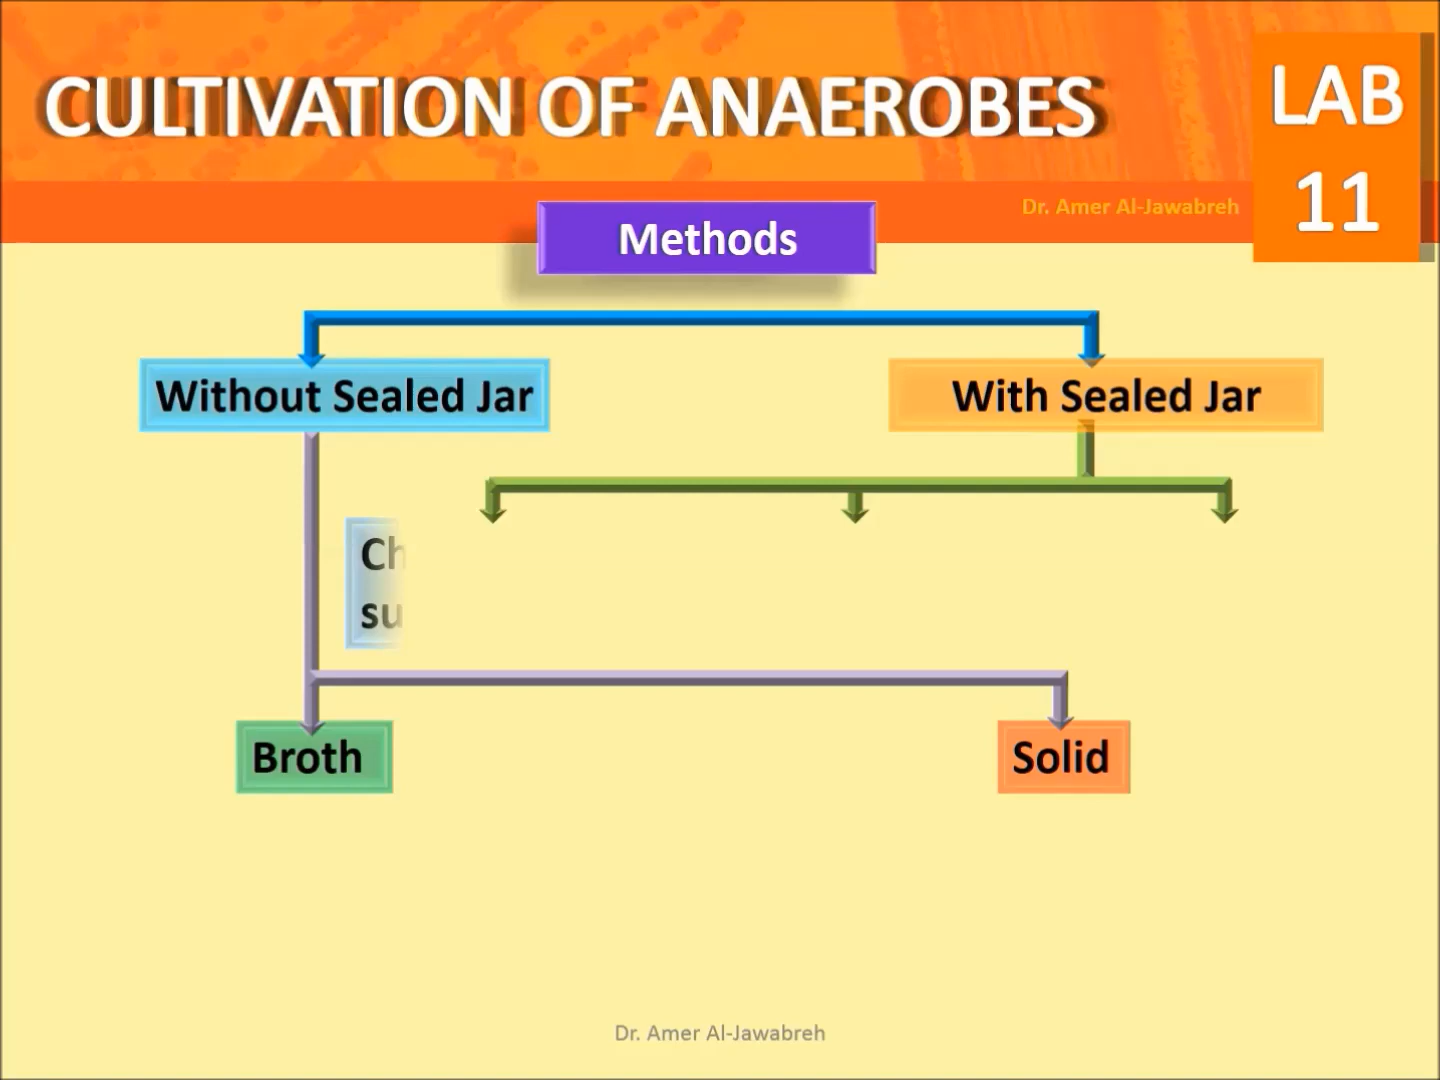 CULTIVATION OF ANAEROBES
LAB
11
Dr. Amer Al-Jawabreh
Methods
Without Sealed Jar
With Sealed Jar
Broth
Solid
Dr. Amer Al-Jawabreh